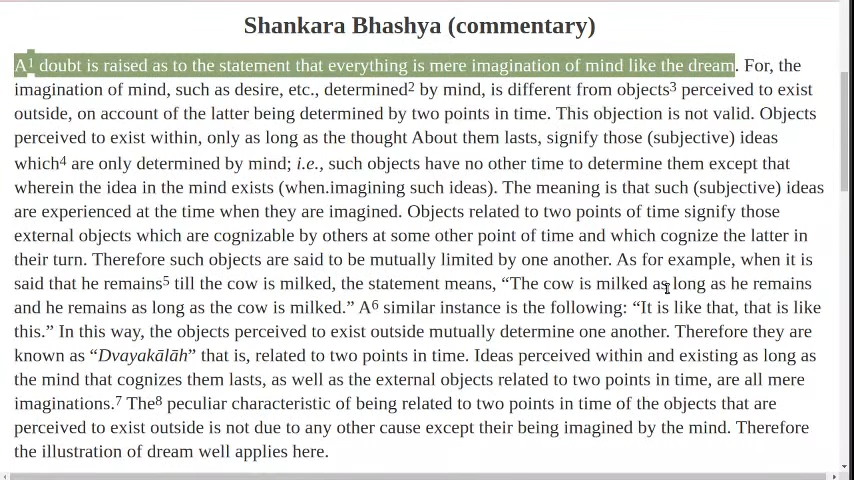 Shankara Bhashya (commentary)
A1 doubt is raised as to the statement that everything is mere imagination of mind like the dream. For, the
imagination of mind, such as desire, etc., determined2 by mind, is different from objects3 perceived to exist
outside, on account of the latter being determined by two points in time. This objection is not valid. Objects
perceived to exist within, only as long as the thought About them lasts, signify those (subjective) ideas
which4 are only determined by mind; i.e., such objects have no other time to determine them except that
wherein the idea in the mind exists (when.imagining such ideas). The meaning is that such (subjective) ideas
are experienced at the time when they are imagined. Objects related to two points of time signify those
external objects which are cognizable by others at some other point of time and which cognize the latter in
their turn. Therefore such objects are said to be mutually limited by one another. As for example, when it is
said that he remains5 till the cow is milked, the statement means, “The cow is milked as long as he remains
and he remains as long as the cow is milked.” A6 similar instance is the following: “It is like that, that is like
this.” In this way, the objects perceived to exist outside mutually determine one another. Therefore they are
known as “Dvayakālāh” that is, related to two points in time. Ideas perceived within and existing as long as
the mind that cognizes them lasts, as well as the external objects related to two points in time, are all mere
imaginations.7 The8 peculiar characteristic of being related to two points in time of the objects that are
perceived to exist outside is not due to any other cause except their being imagined by the mind. Therefore
the illustration of dream well applies here.